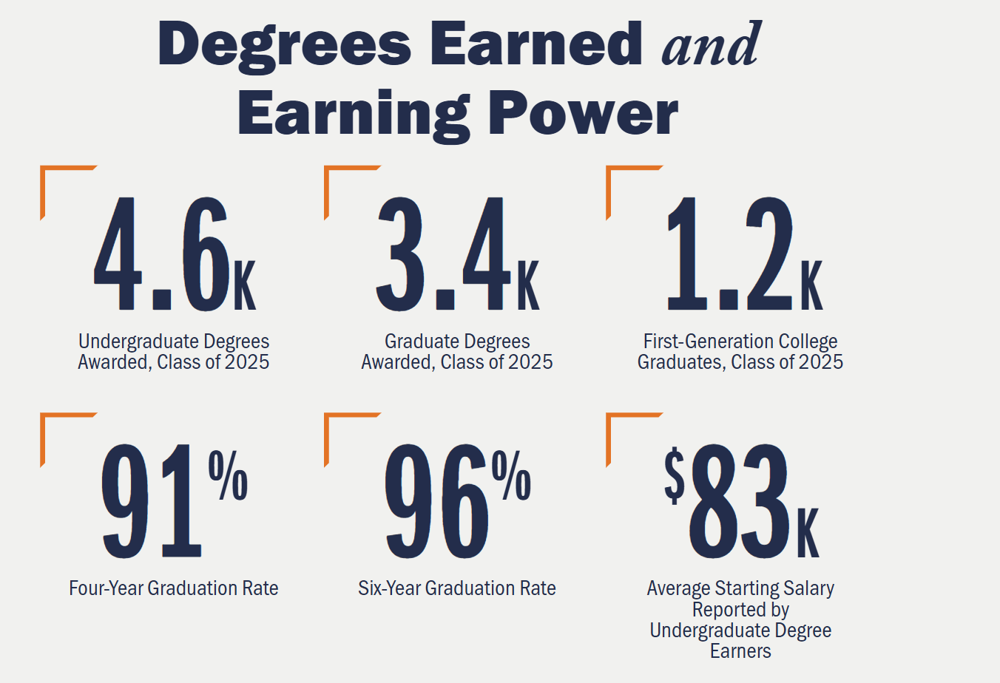 Degrees Earned and
Earning Power
4.6K
Undergraduate Degrees
Awarded, Class of 2025
3.4K
Graduate Degrees
Awarded, Class of 2025
1.2K
First-Generation College
Graduates, Class of 2025
91%
Four-Year Graduation Rate
96%
Six-Year Graduation Rate
$83K
Average Starting Salary
Reported by
Undergraduate Degree
Earners